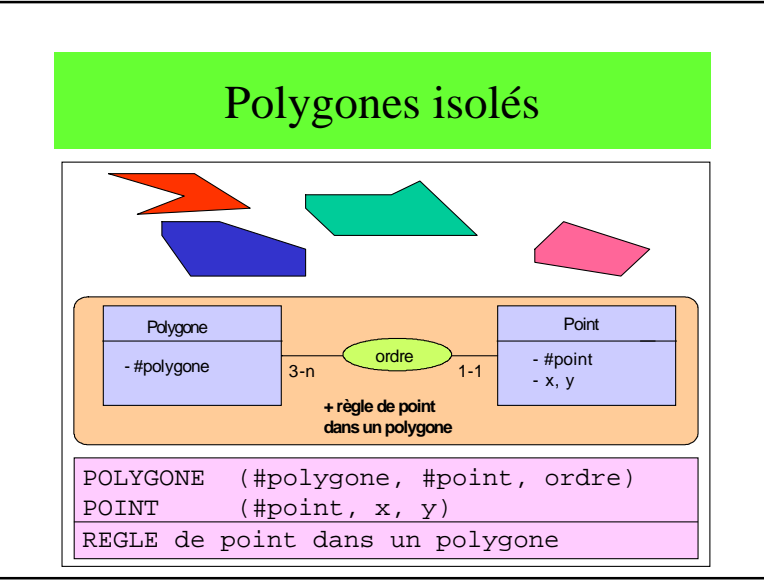 Polygones isolés
Polygone
- #polygone
3-n
ordre
1-1
Point
- #point
- x, y
+ règle de point
dans un polygone
POLYGONE (#polygone, #point, ordre)
POINT (#point, x, y)
REGLE de point dans un polygone